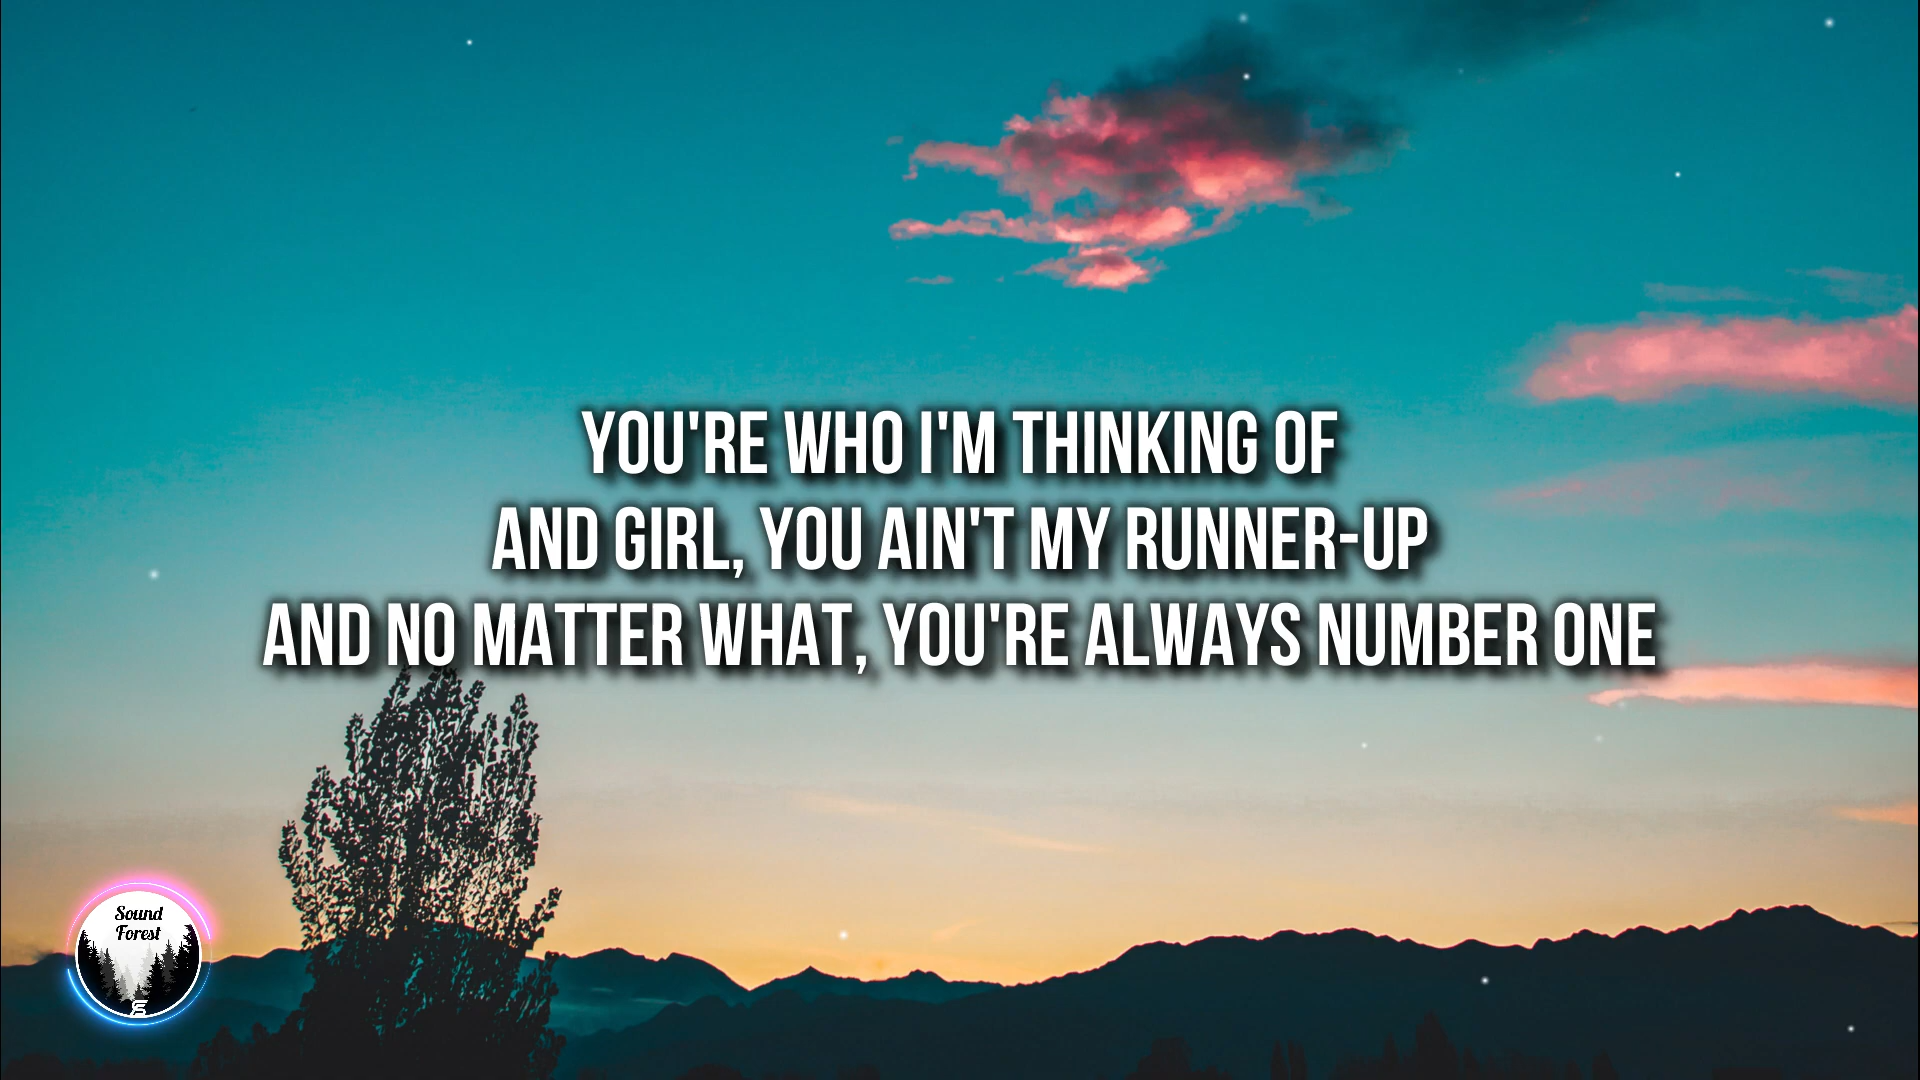 YOU'RE WHO I'M THINKING OF
AND GIRL, YOU AIN'T MY RUNNER-UP
AND NO MATTER WHAT, YOU'RE ALWAYS NUMBER ONE
Sound
Forest